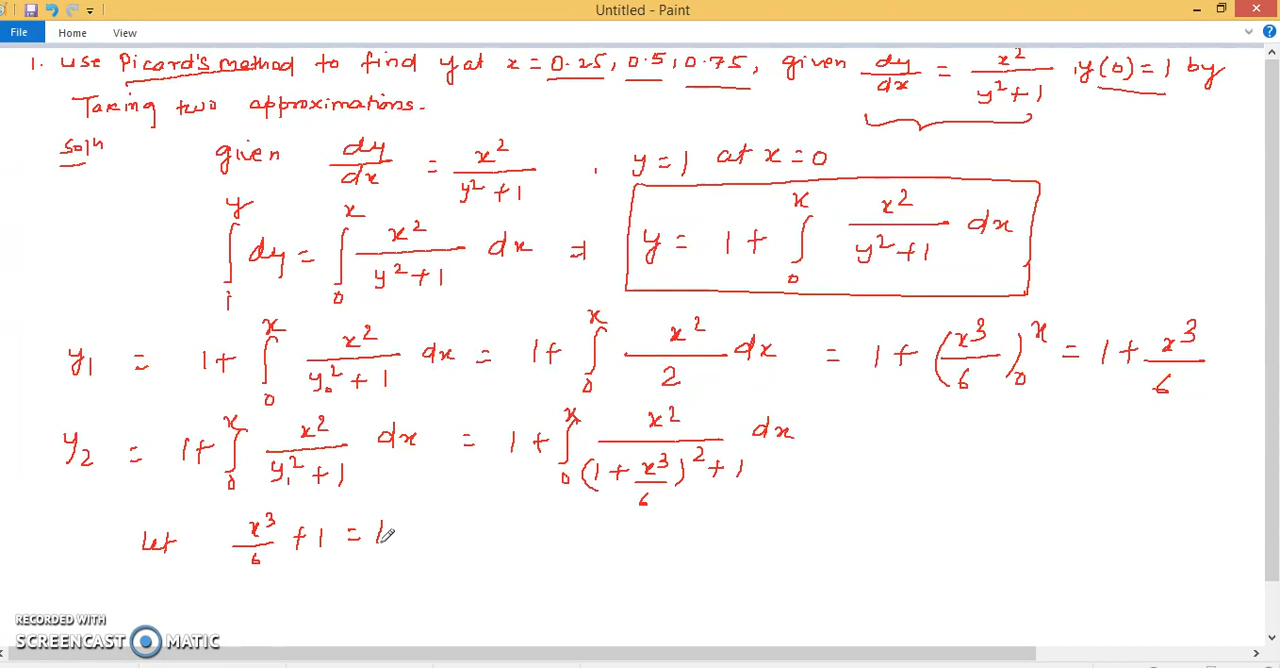 Untitled - Paint
File Home View
1. Use Picard's method to find y at x = 0.25, 0.5, 0.75, given dy/dx = x²/(y²+1), y(0)=1 by
Taking two approximations.
Soln given dy/dx = x²/(y²+1), y=1 at x=0
∫₁^y dy = ∫₀^x x²/(y²+1) dx ⇒ y = 1 + ∫₀^x x²/(y²+1) dx
y₁ = 1 + ∫₀^x x²/(y₀²+1) dx = 1 + ∫₀^x x²/2 dx = 1 + (x³/6)₀^x = 1 + x³/6
y₂ = 1 + ∫₀^x x²/(y₁²+1) dx = 1 + ∫₀^x x²/((1 + x³/6)²+1) dx
Let x³/6 + 1 =
RECORDED WITH
SCREENCAST MATIC